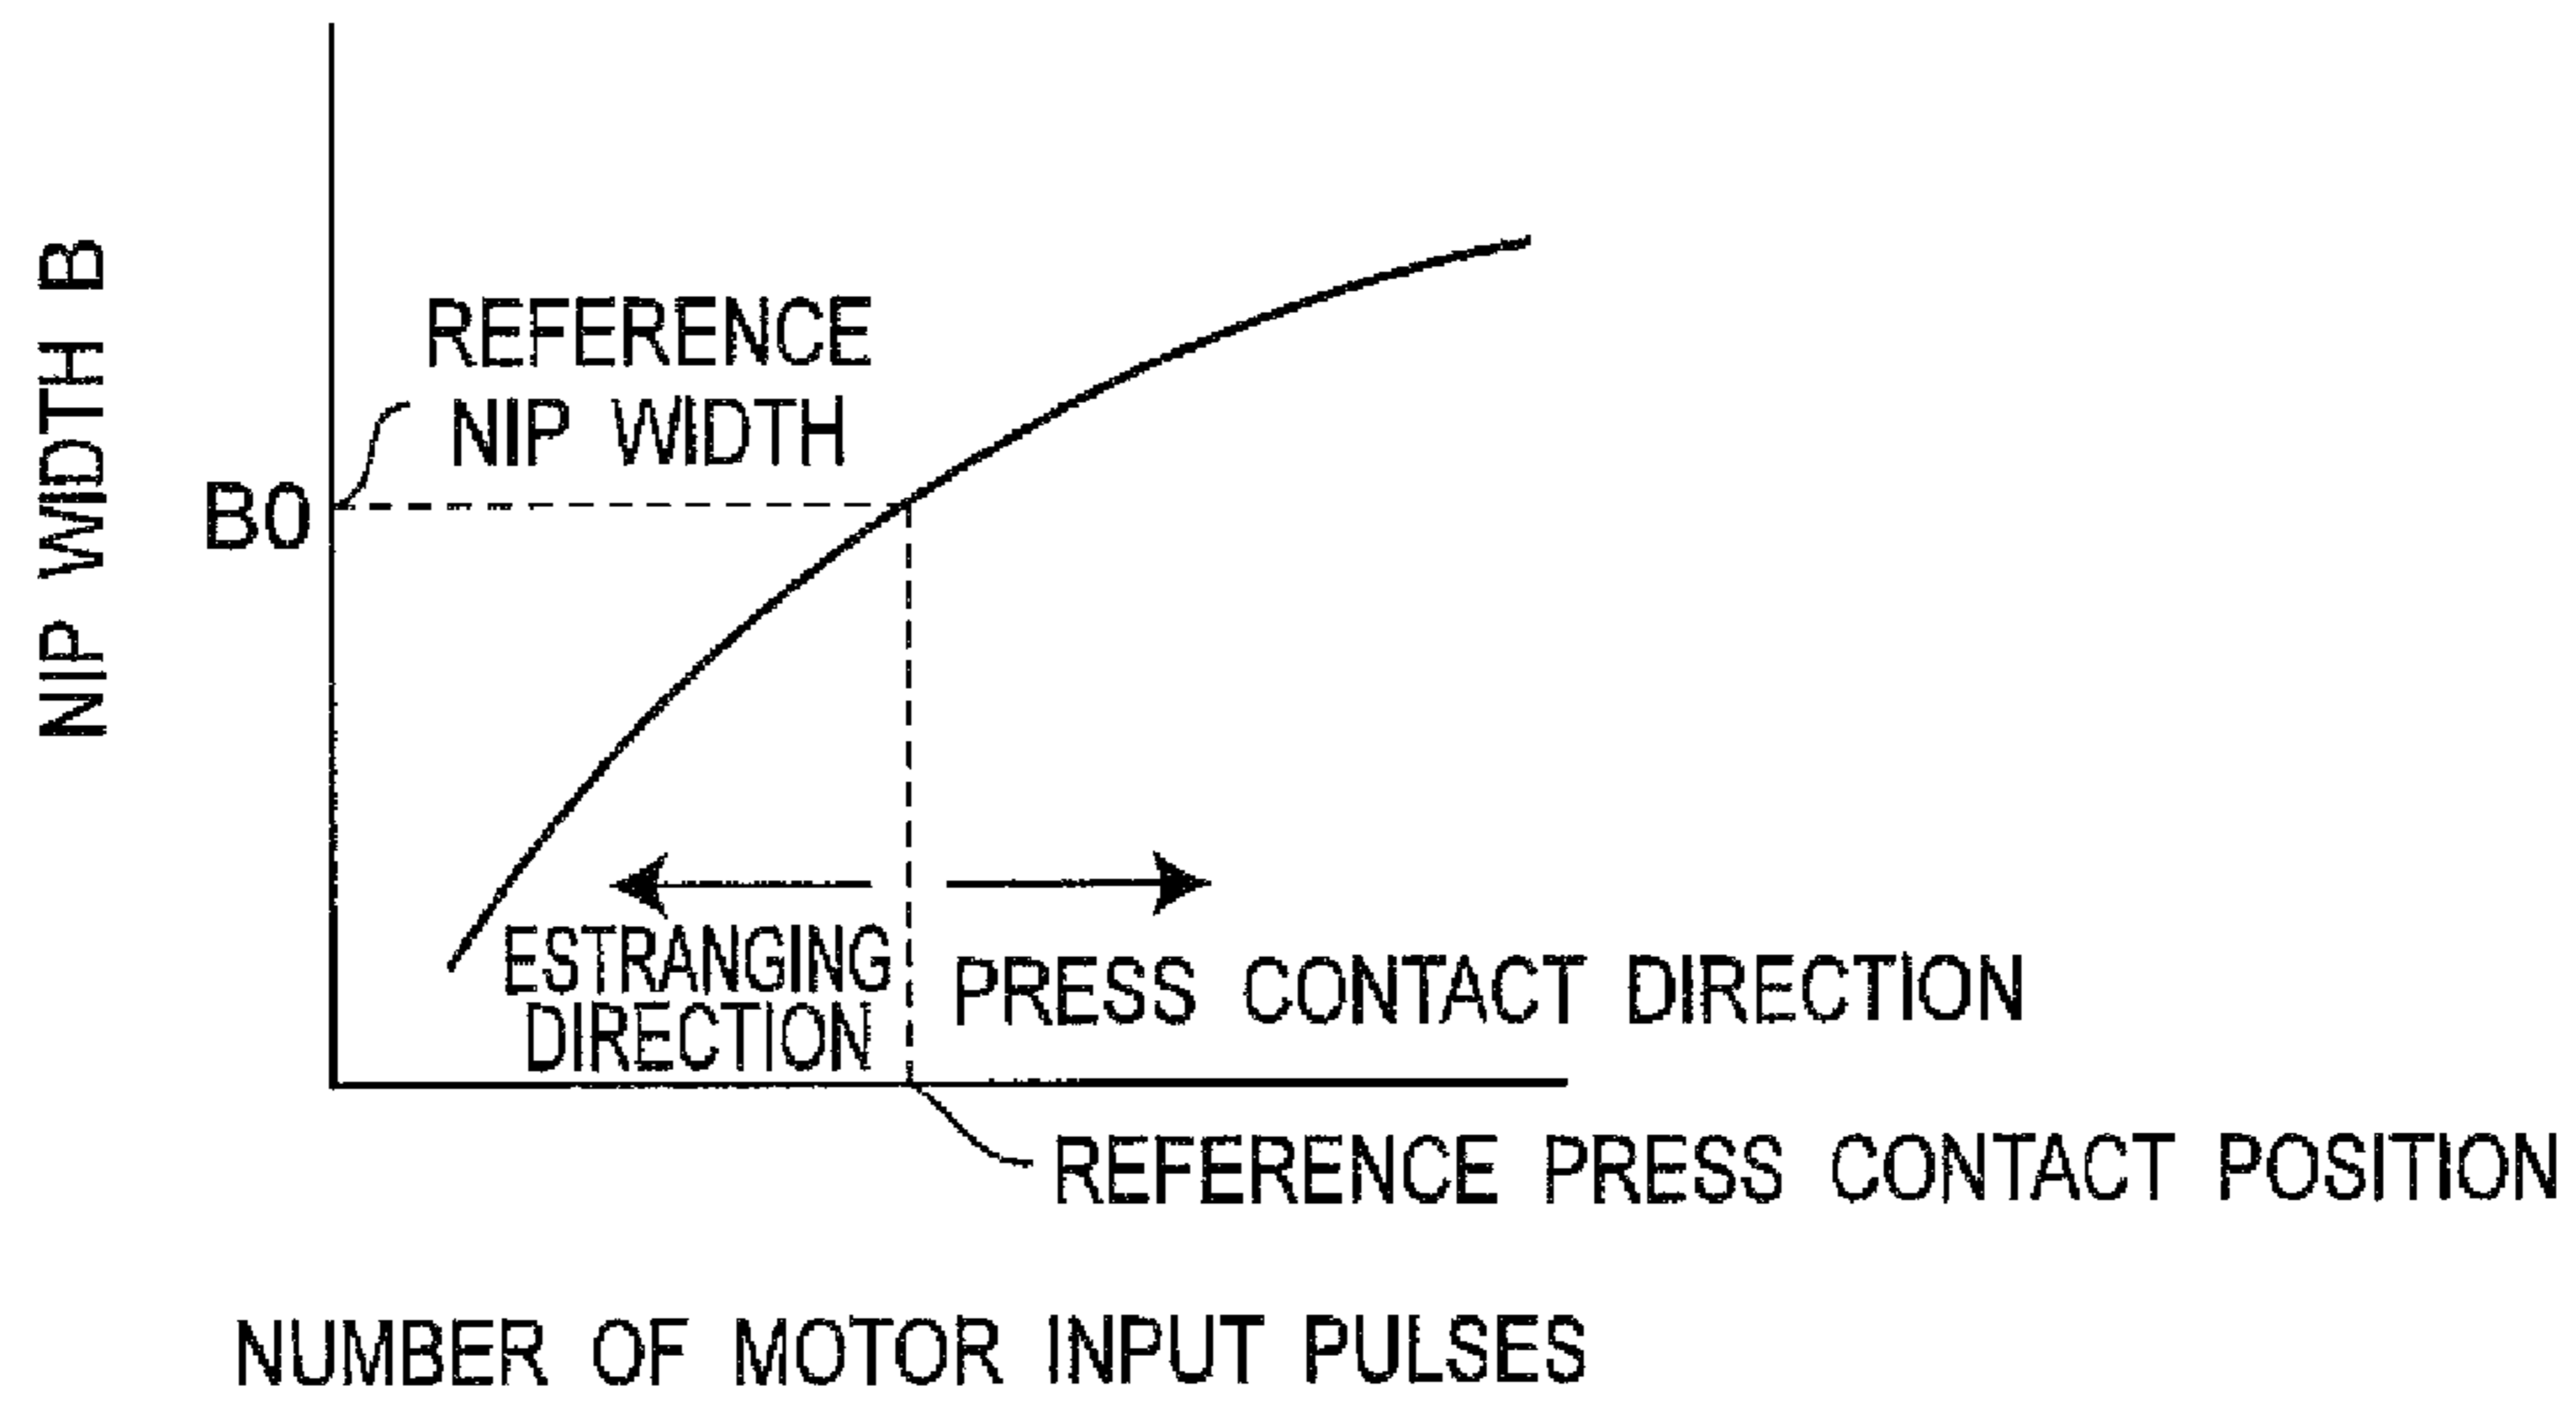 NIP WIDTH B
REFERENCE
NIP WIDTH
B0
ESTRANGING
DIRECTION
PRESS CONTACT DIRECTION
REFERENCE PRESS CONTACT POSITION
NUMBER OF MOTOR INPUT PULSES